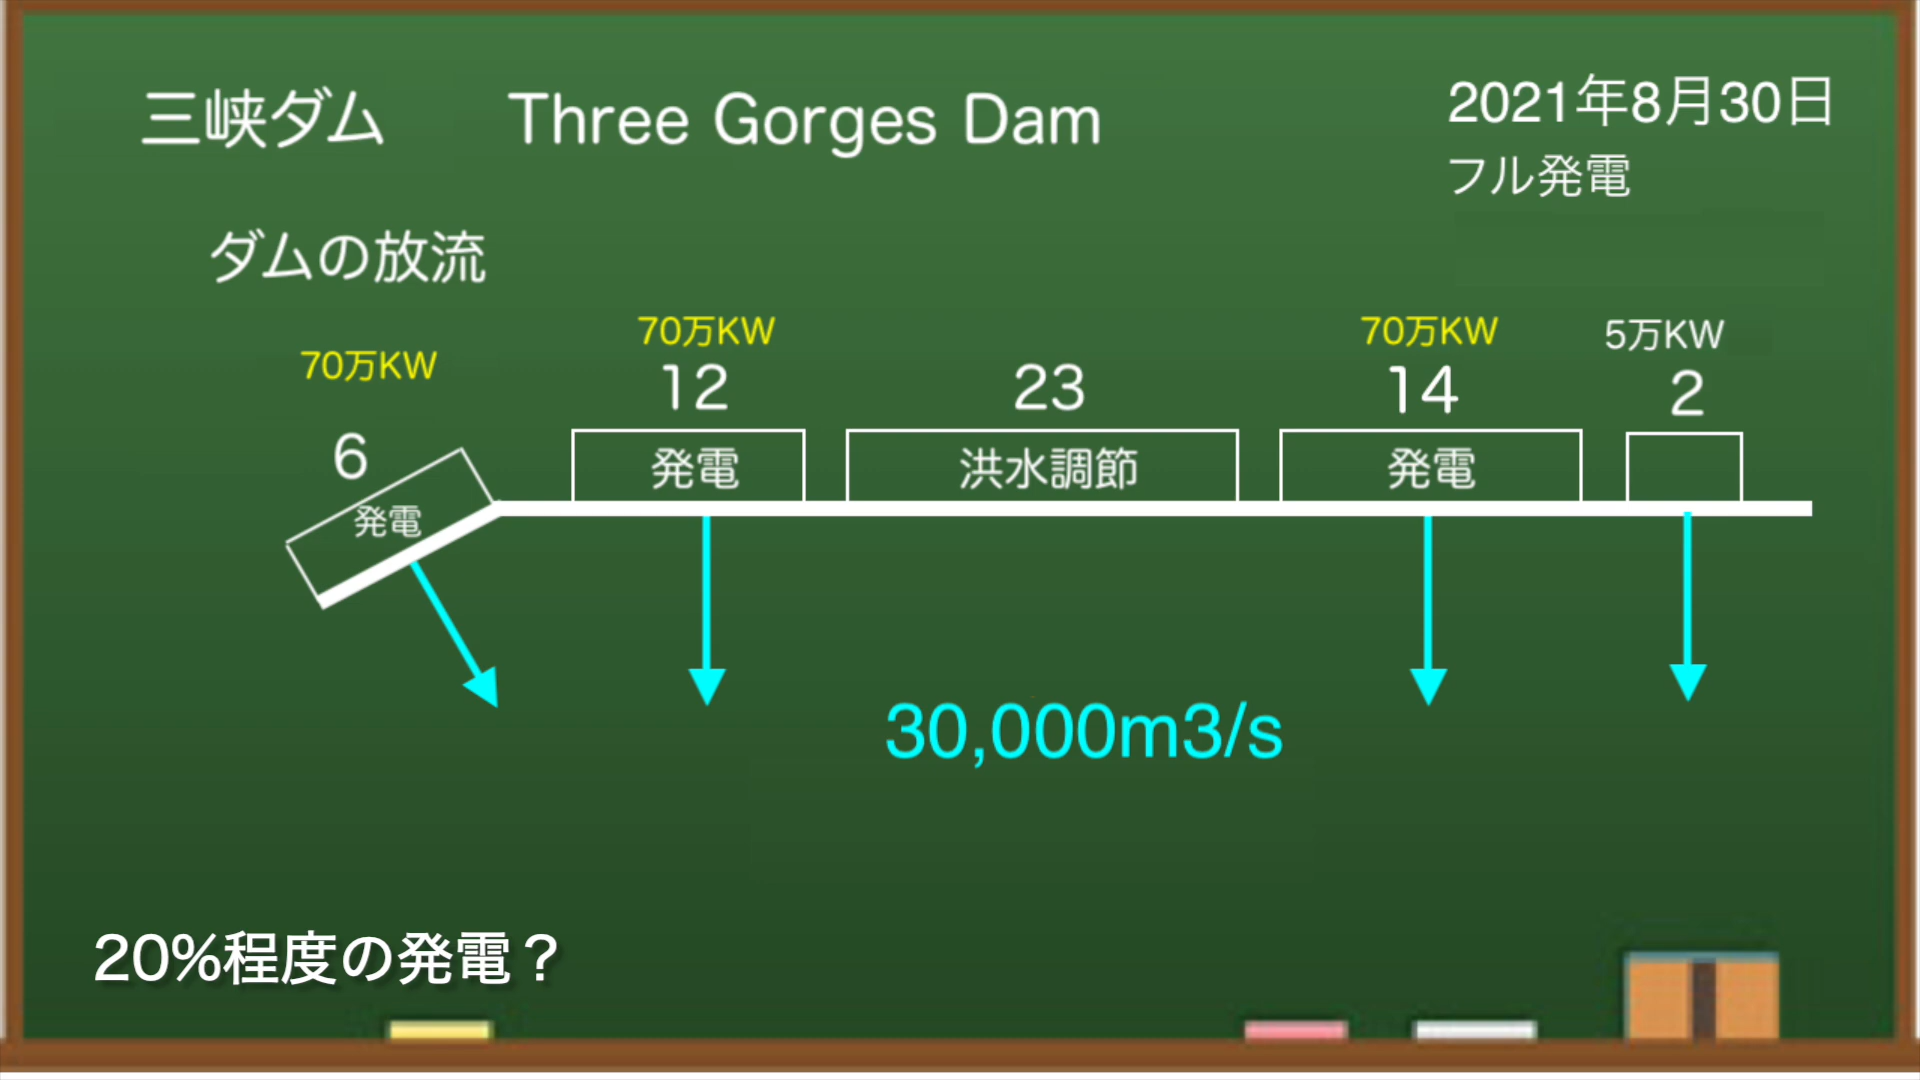 三峡ダム Three Gorges Dam
2021年8月30日
フル発電
ダムの放流
70万KW
70万KW
70万KW
5万KW
6
12
23
14
2
発電
発電
洪水調節
発電
30,000m3/s
20%程度の発電？